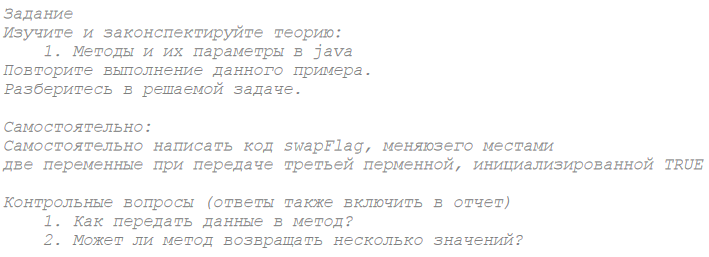 Задание
Изучите и законспектируйте теорию:
1. Методы и их параметры в java
Повторите выполнение данного примера.
Разберитесь в решаемой задаче.
Самостоятельно:
Самостоятельно написать код swapFlag, меняюзего местами
две переменные при передаче третьей перменной, инициализированной TRUE
Контрольные вопросы (ответы также включить в отчет)
1. Как передать данные в метод?
2. Может ли метод возвращать несколько значений?